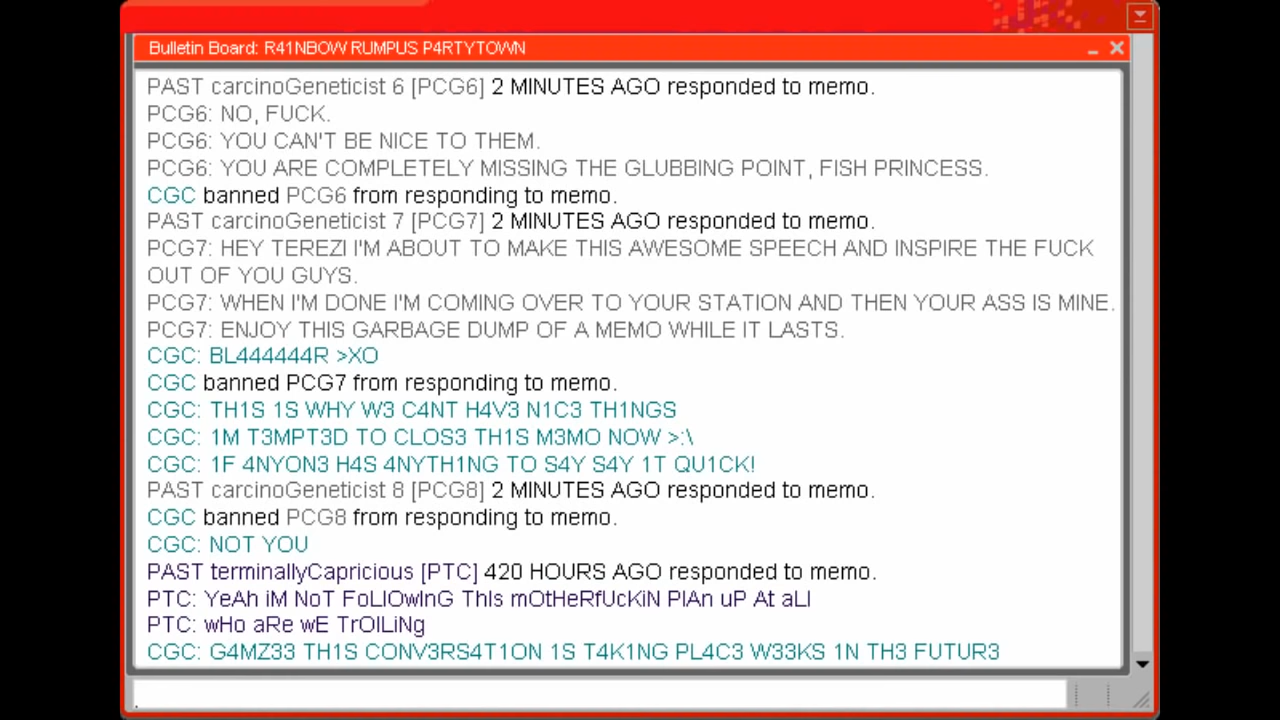 Bulletin Board: R41NBOW RUMPUS P4RTYTOWN
PAST carcinoGeneticist 6 [PCG6] 2 MINUTES AGO responded to memo.
PCG6: NO, FUCK.
PCG6: YOU CAN'T BE NICE TO THEM.
PCG6: YOU ARE COMPLETELY MISSING THE GLUBBING POINT, FISH PRINCESS.
CGC banned PCG6 from responding to memo.
PAST carcinoGeneticist 7 [PCG7] 2 MINUTES AGO responded to memo.
PCG7: HEY TEREZI I'M ABOUT TO MAKE THIS AWESOME SPEECH AND INSPIRE THE FUCK
OUT OF YOU GUYS.
PCG7: WHEN I'M DONE I'M COMING OVER TO YOUR STATION AND THEN YOUR ASS IS MINE.
PCG7: ENJOY THIS GARBAGE DUMP OF A MEMO WHILE IT LASTS.
CGC: BL444444R >XO
CGC banned PCG7 from responding to memo.
CGC: TH1S 1S WHY W3 C4NT H4V3 N1C3 TH1NGS
CGC: 1M T3MPT3D TO CLOS3 TH1S M3MO NOW >:\
CGC: 1F 4NYON3 H4S 4NYTH1NG TO S4Y S4Y 1T QU1CK!
PAST carcinoGeneticist 8 [PCG8] 2 MINUTES AGO responded to memo.
CGC banned PCG8 from responding to memo.
CGC: NOT YOU
PAST terminallyCapricious [PTC] 420 HOURS AGO responded to memo.
PTC: YeAh iM NoT FoLlOwInG ThIs mOtHeRfUcKiN PlAn uP At aLl
PTC: wHo aRe wE TrOlLiNg
CGC: G4MZ33 TH1S CONV3RS4T1ON 1S T4K1NG PL4C3 W33KS 1N TH3 FUTUR3